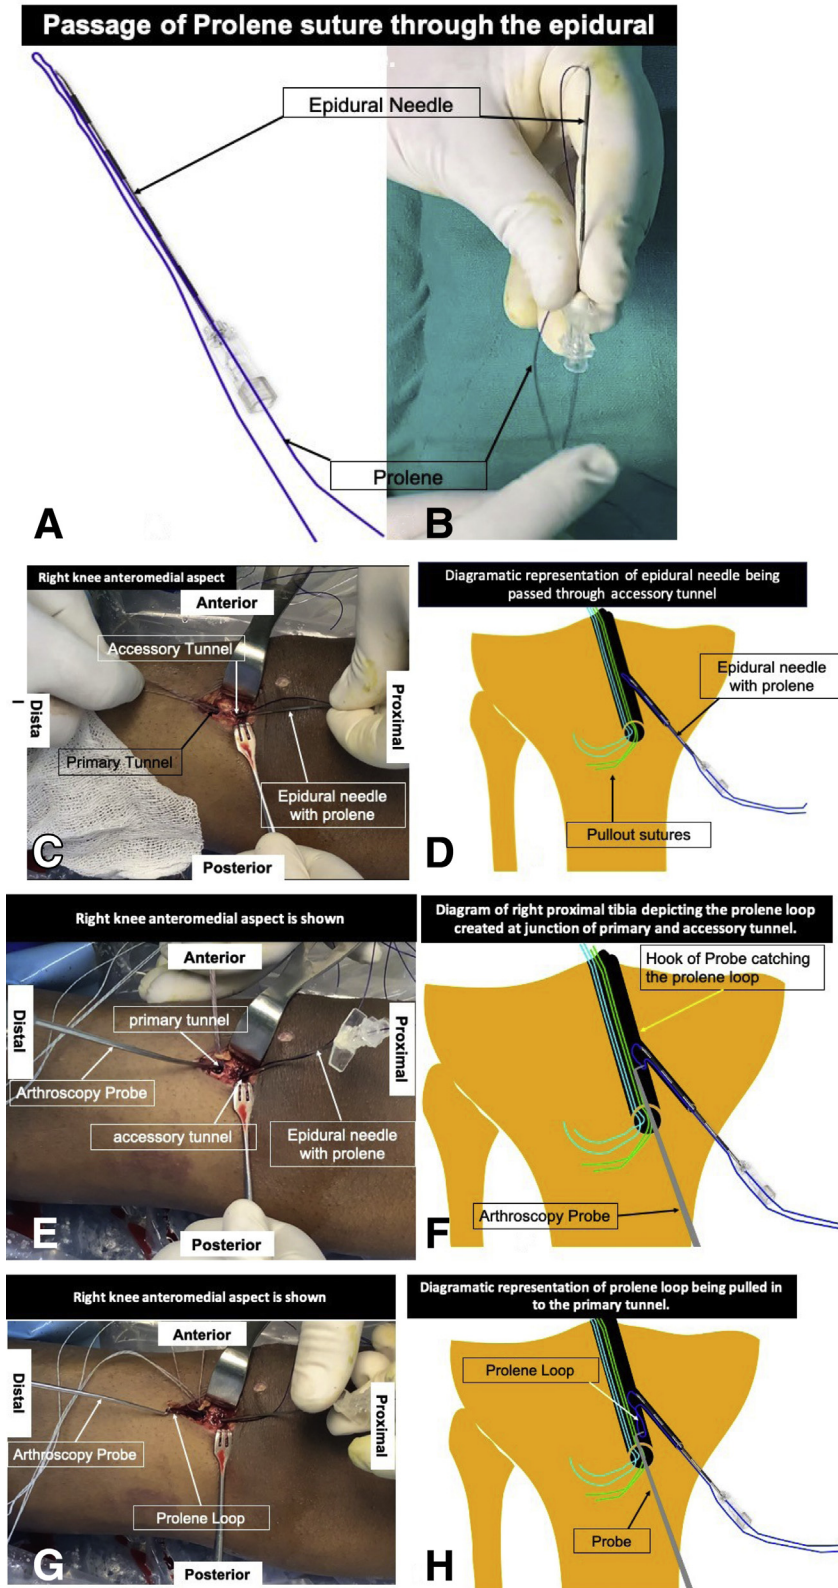 Passage of Prolene suture through the epidural
Epidural Needle
Prolene
A
B
Right knee anteromedial aspect
Anterior
Accessory Tunnel
Dista
l
Proximal
Primary Tunnel
Epidural needle
with prolene
Posterior
C
Diagramatic representation of epidural needle being
passed through accessory tunnel
Epidural needle
with prolene
Pullout sutures
D
Right knee anteromedial aspect is shown
Anterior
Distal
primary tunnel
Proximal
Arthroscopy Probe
accessory tunnel
Epidural needle
with prolene
Posterior
E
Diagram of right proximal tibia depicting the prolene loop
created at junction of primary and accessory tunnel.
Hook of Probe catching
the prolene loop
Arthroscopy Probe
F
Right knee anteromedial aspect is shown
Anterior
Distal
Proximal
Arthroscopy Probe
Prolene Loop
Posterior
G
Diagramatic representation of prolene loop being pulled in
to the primary tunnel.
Prolene Loop
Probe
H